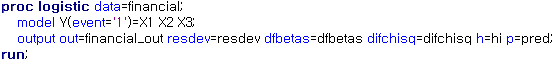 proc logistic data=financial;
model Y(event='1')=X1 X2 X3;
output out=financial_out resdev=resdev dfbetas=dfbetas difchisq=difchisq h=hi p=pred;
run;